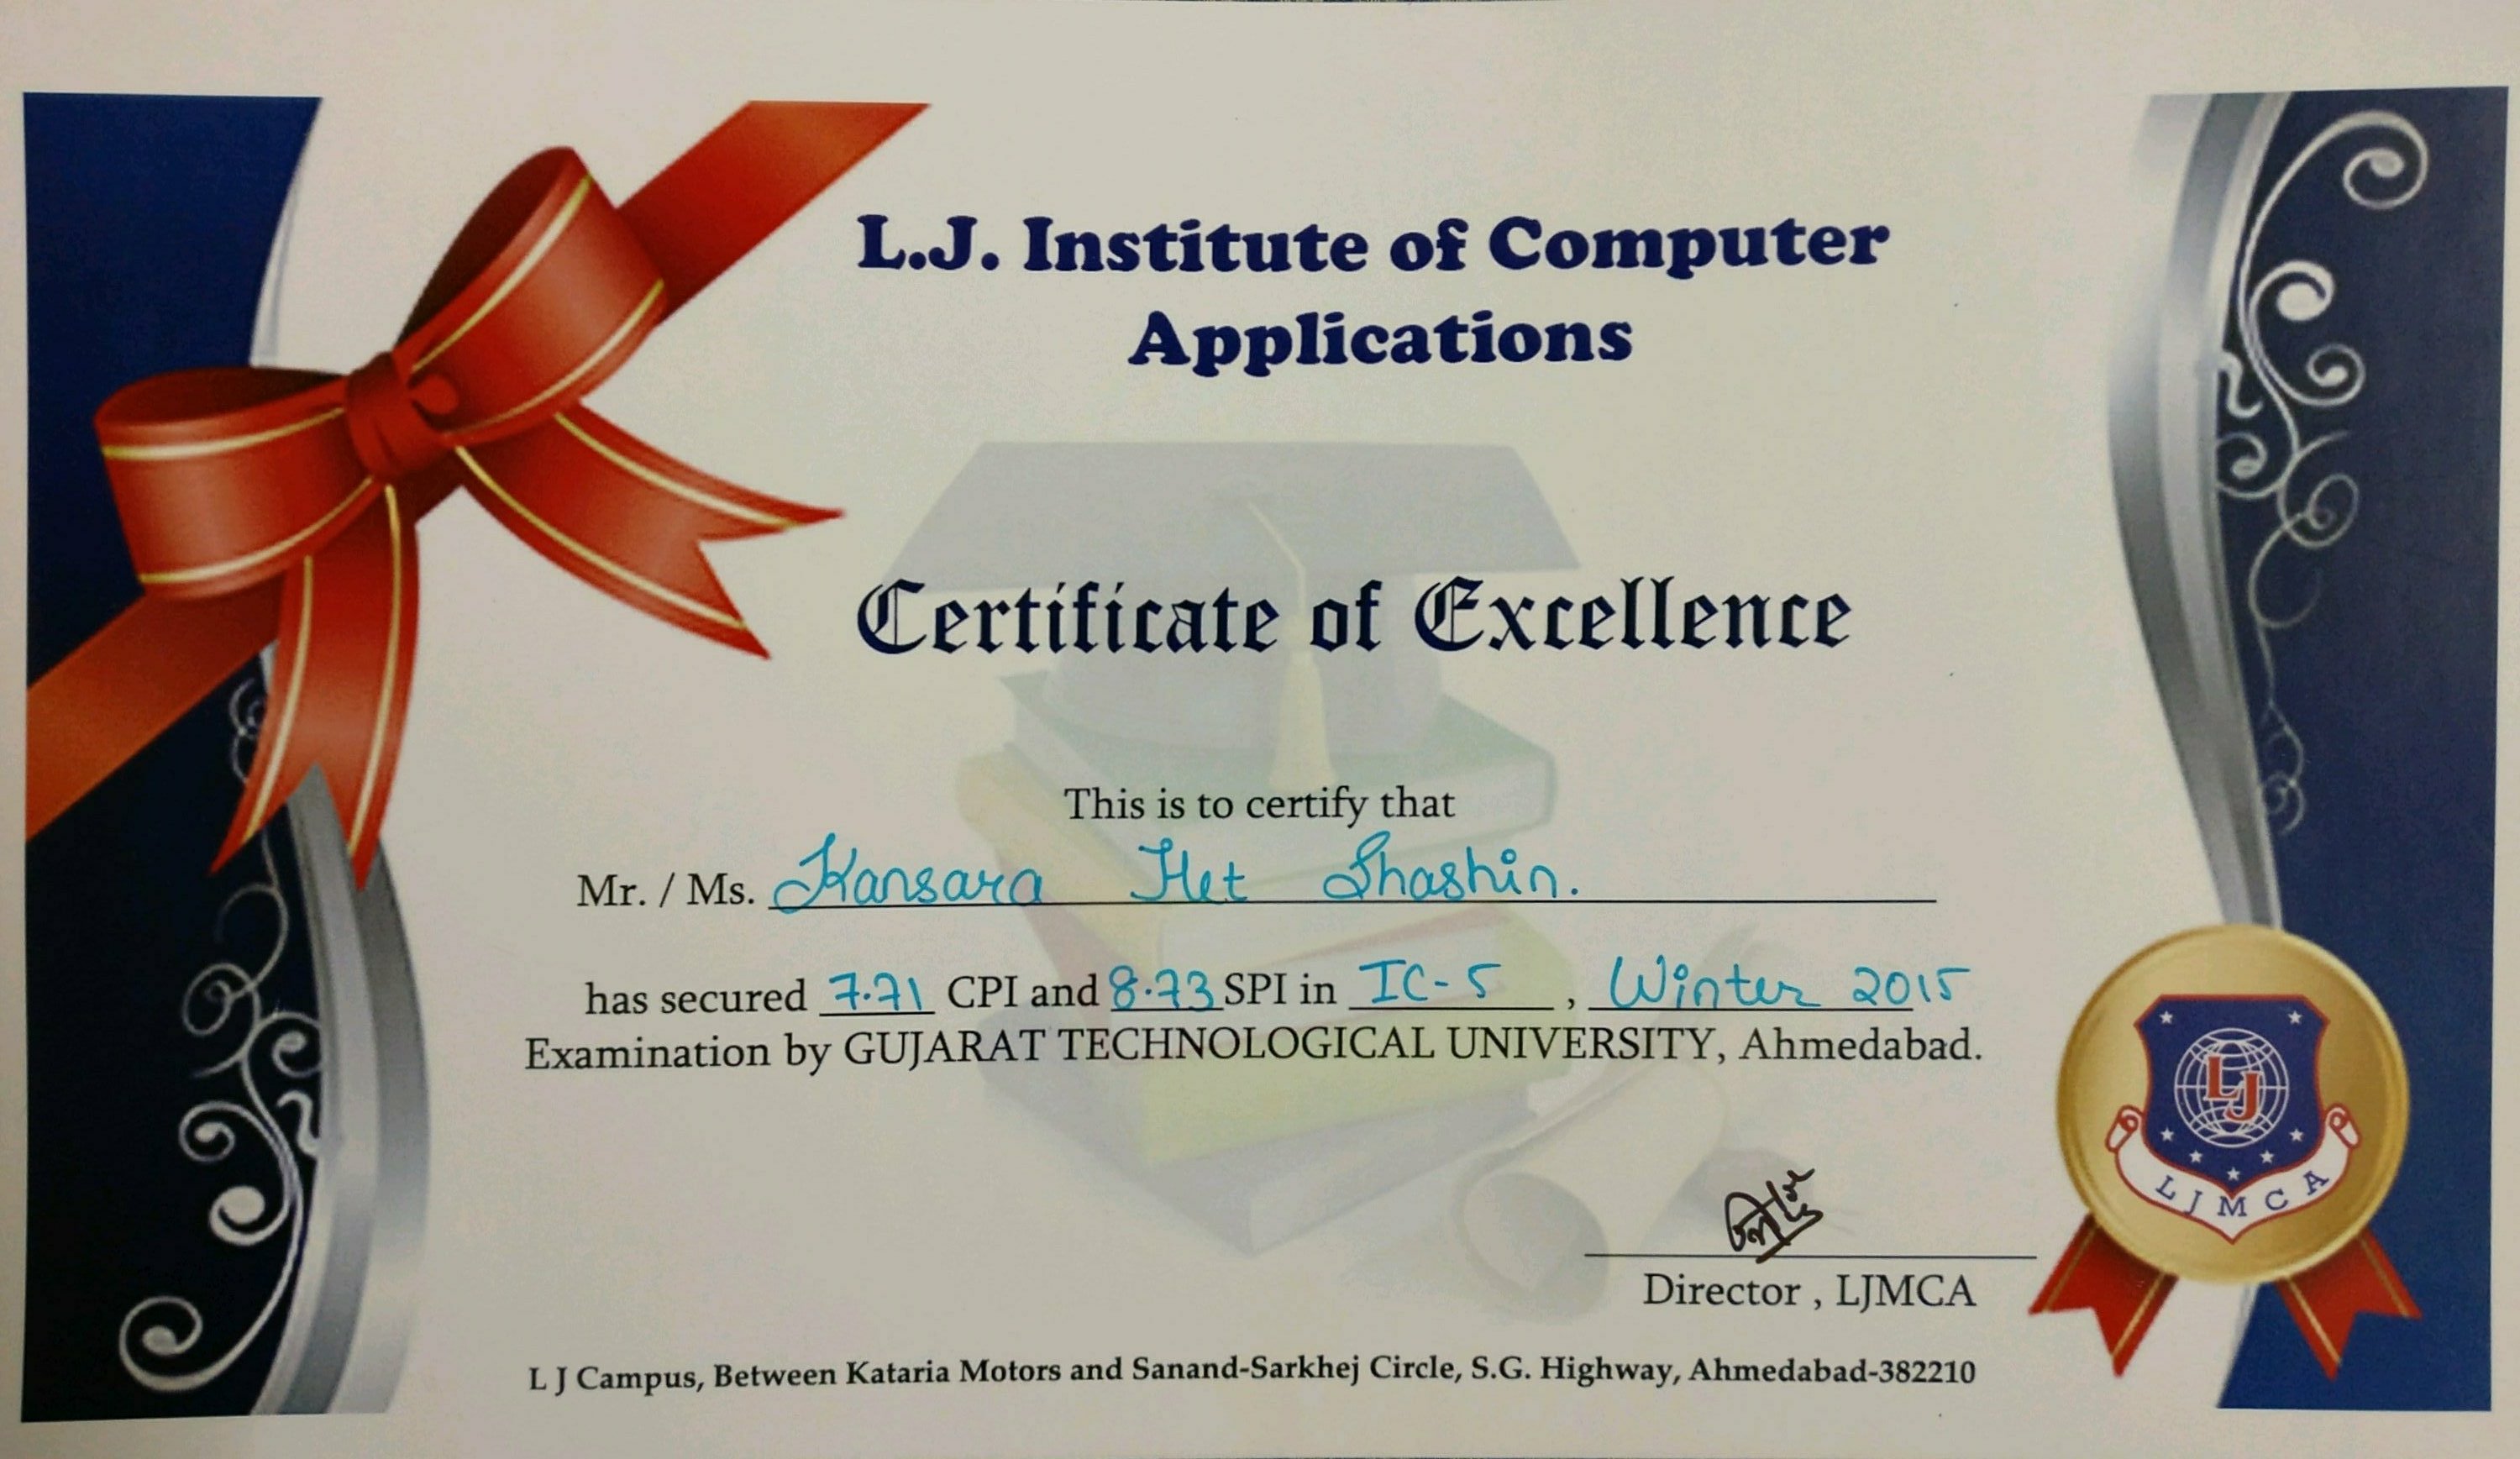 L.J. Institute of Computer
Applications
Certificate of Excellence
This is to certify that
Mr. / Ms. Kansara Het Shashin.
has secured 7.71 CPI and 8.73 SPI in IC-5 , Winter 2015
Examination by GUJARAT TECHNOLOGICAL UNIVERSITY, Ahmedabad.
LJ
LJMCA
Director , LJMCA
L J Campus, Between Kataria Motors and Sanand-Sarkhej Circle, S.G. Highway, Ahmedabad-382210